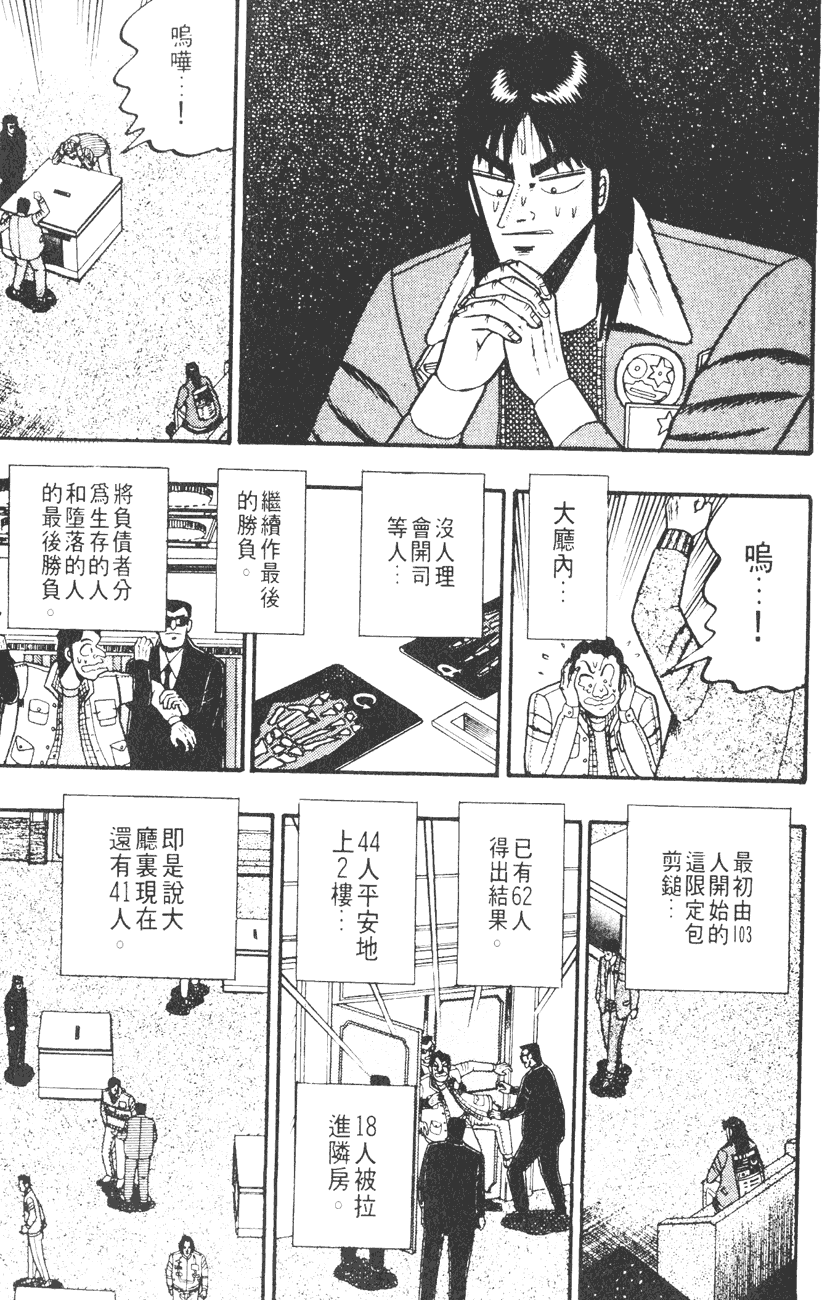 嗚嘩…！
嗚…！
大廳內…
沒人理
會開司
等人…
繼續作最後
的勝負。
將負債者分
爲生存的人
和墮落的人
的最後勝負。
最初由103
人開始的
這限定包
剪鎚…
已有62人
得出結果。
44人平安地
上2樓…
18人被拉
進隣房。
即是說大
廳裏現在
還有41人。